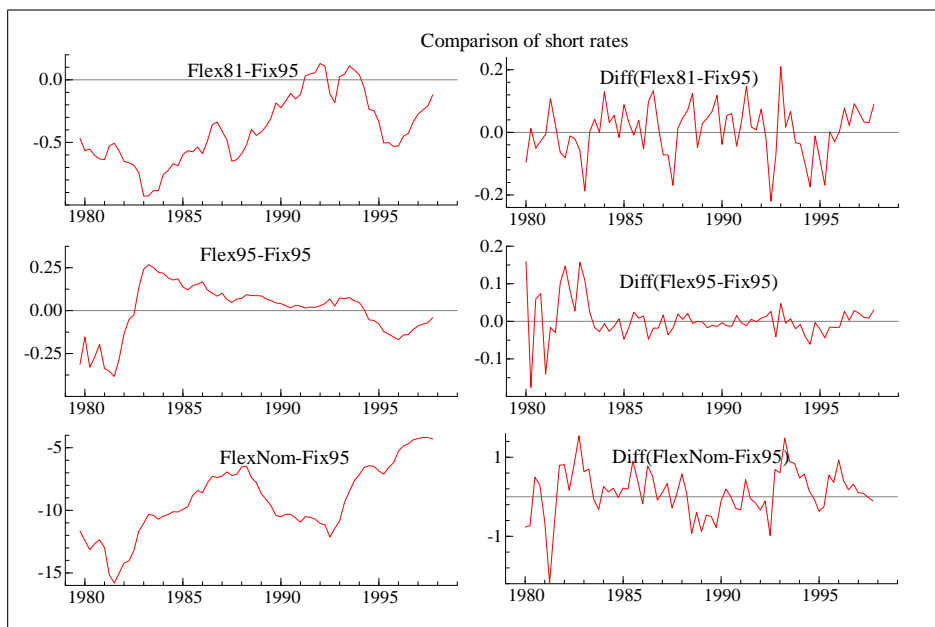 Comparison of short rates
Flex81-Fix95
0.0
-0.5
1980 1985 1990 1995
Diff(Flex81-Fix95)
0.2
0.0
-0.2
1980 1985 1990 1995
Flex95-Fix95
0.25
0.00
-0.25
1980 1985 1990 1995
Diff(Flex95-Fix95)
0.2
0.1
0.0
-0.1
1980 1985 1990 1995
FlexNom-Fix95
-5
-10
-15
1980 1985 1990 1995
Diff(FlexNom-Fix95)
1
-1
1980 1985 1990 1995